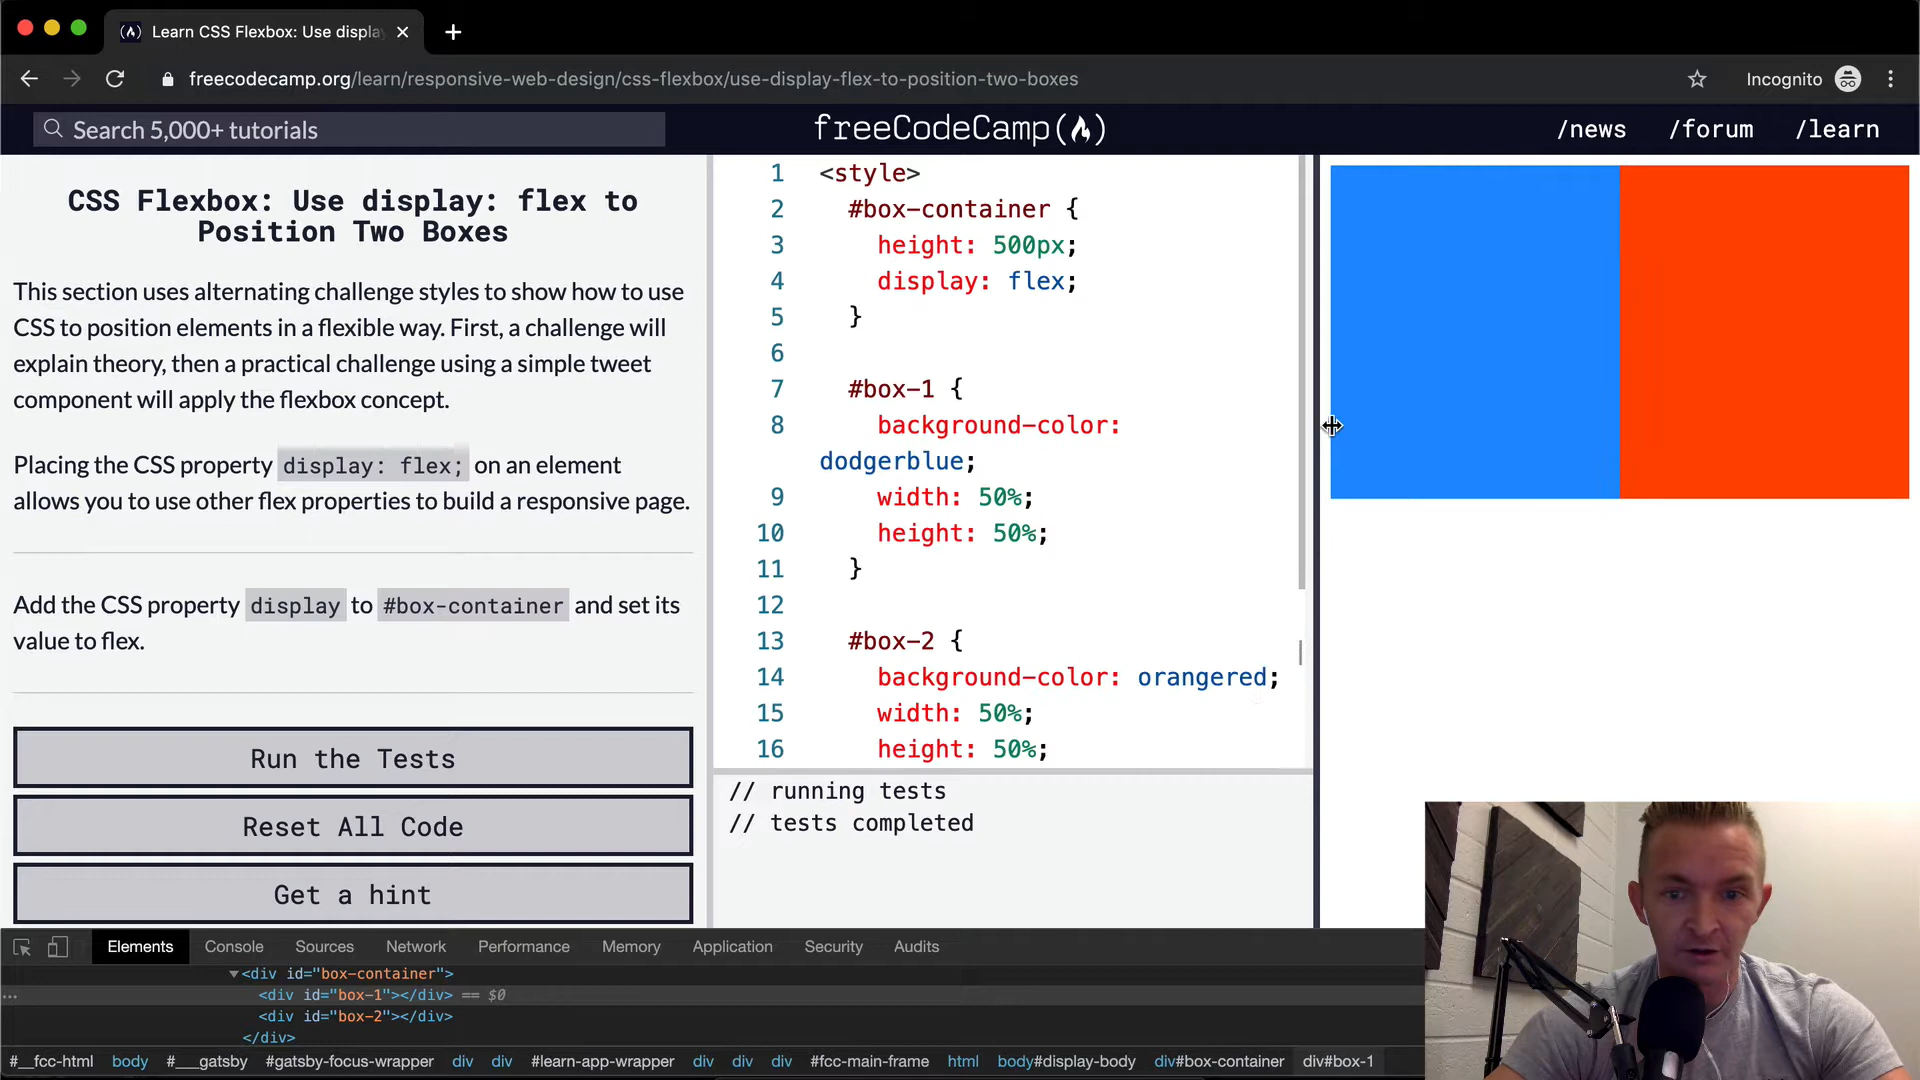 Learn CSS Flexbox: Use displa
freecodecamp.org/learn/responsive-web-design/css-flexbox/use-display-flex-to-position-two-boxes
Incognito
Search 5,000+ tutorials
freeCodeCamp
/news
/forum
/learn
CSS Flexbox: Use display: flex to
Position Two Boxes
This section uses alternating challenge styles to show how to use
CSS to position elements in a flexible way. First, a challenge will
explain theory, then a practical challenge using a simple tweet
component will apply the flexbox concept.
Placing the CSS property display: flex; on an element
allows you to use other flex properties to build a responsive page.
Add the CSS property display to #box-container and set its
value to flex.
Run the Tests
Reset All Code
Get a hint
1 <style>
2 #box-container {
3 height: 500px;
4 display: flex;
5 }
6
7 #box-1 {
8 background-color:
dodgerblue;
9 width: 50%;
10 height: 50%;
11 }
12
13 #box-2 {
14 background-color: orangered;
15 width: 50%;
16 height: 50%;
// running tests
// tests completed
Elements Console Sources Network Performance Memory Application Security Audits
<div id="box-container">
<div id="box-1"></div> == $0
<div id="box-2"></div>
</div>
#__fcc-html body #___gatsby #gatsby-focus-wrapper div div #learn-app-wrapper div div div #fcc-main-frame html body#display-body div#box-container div#box-1